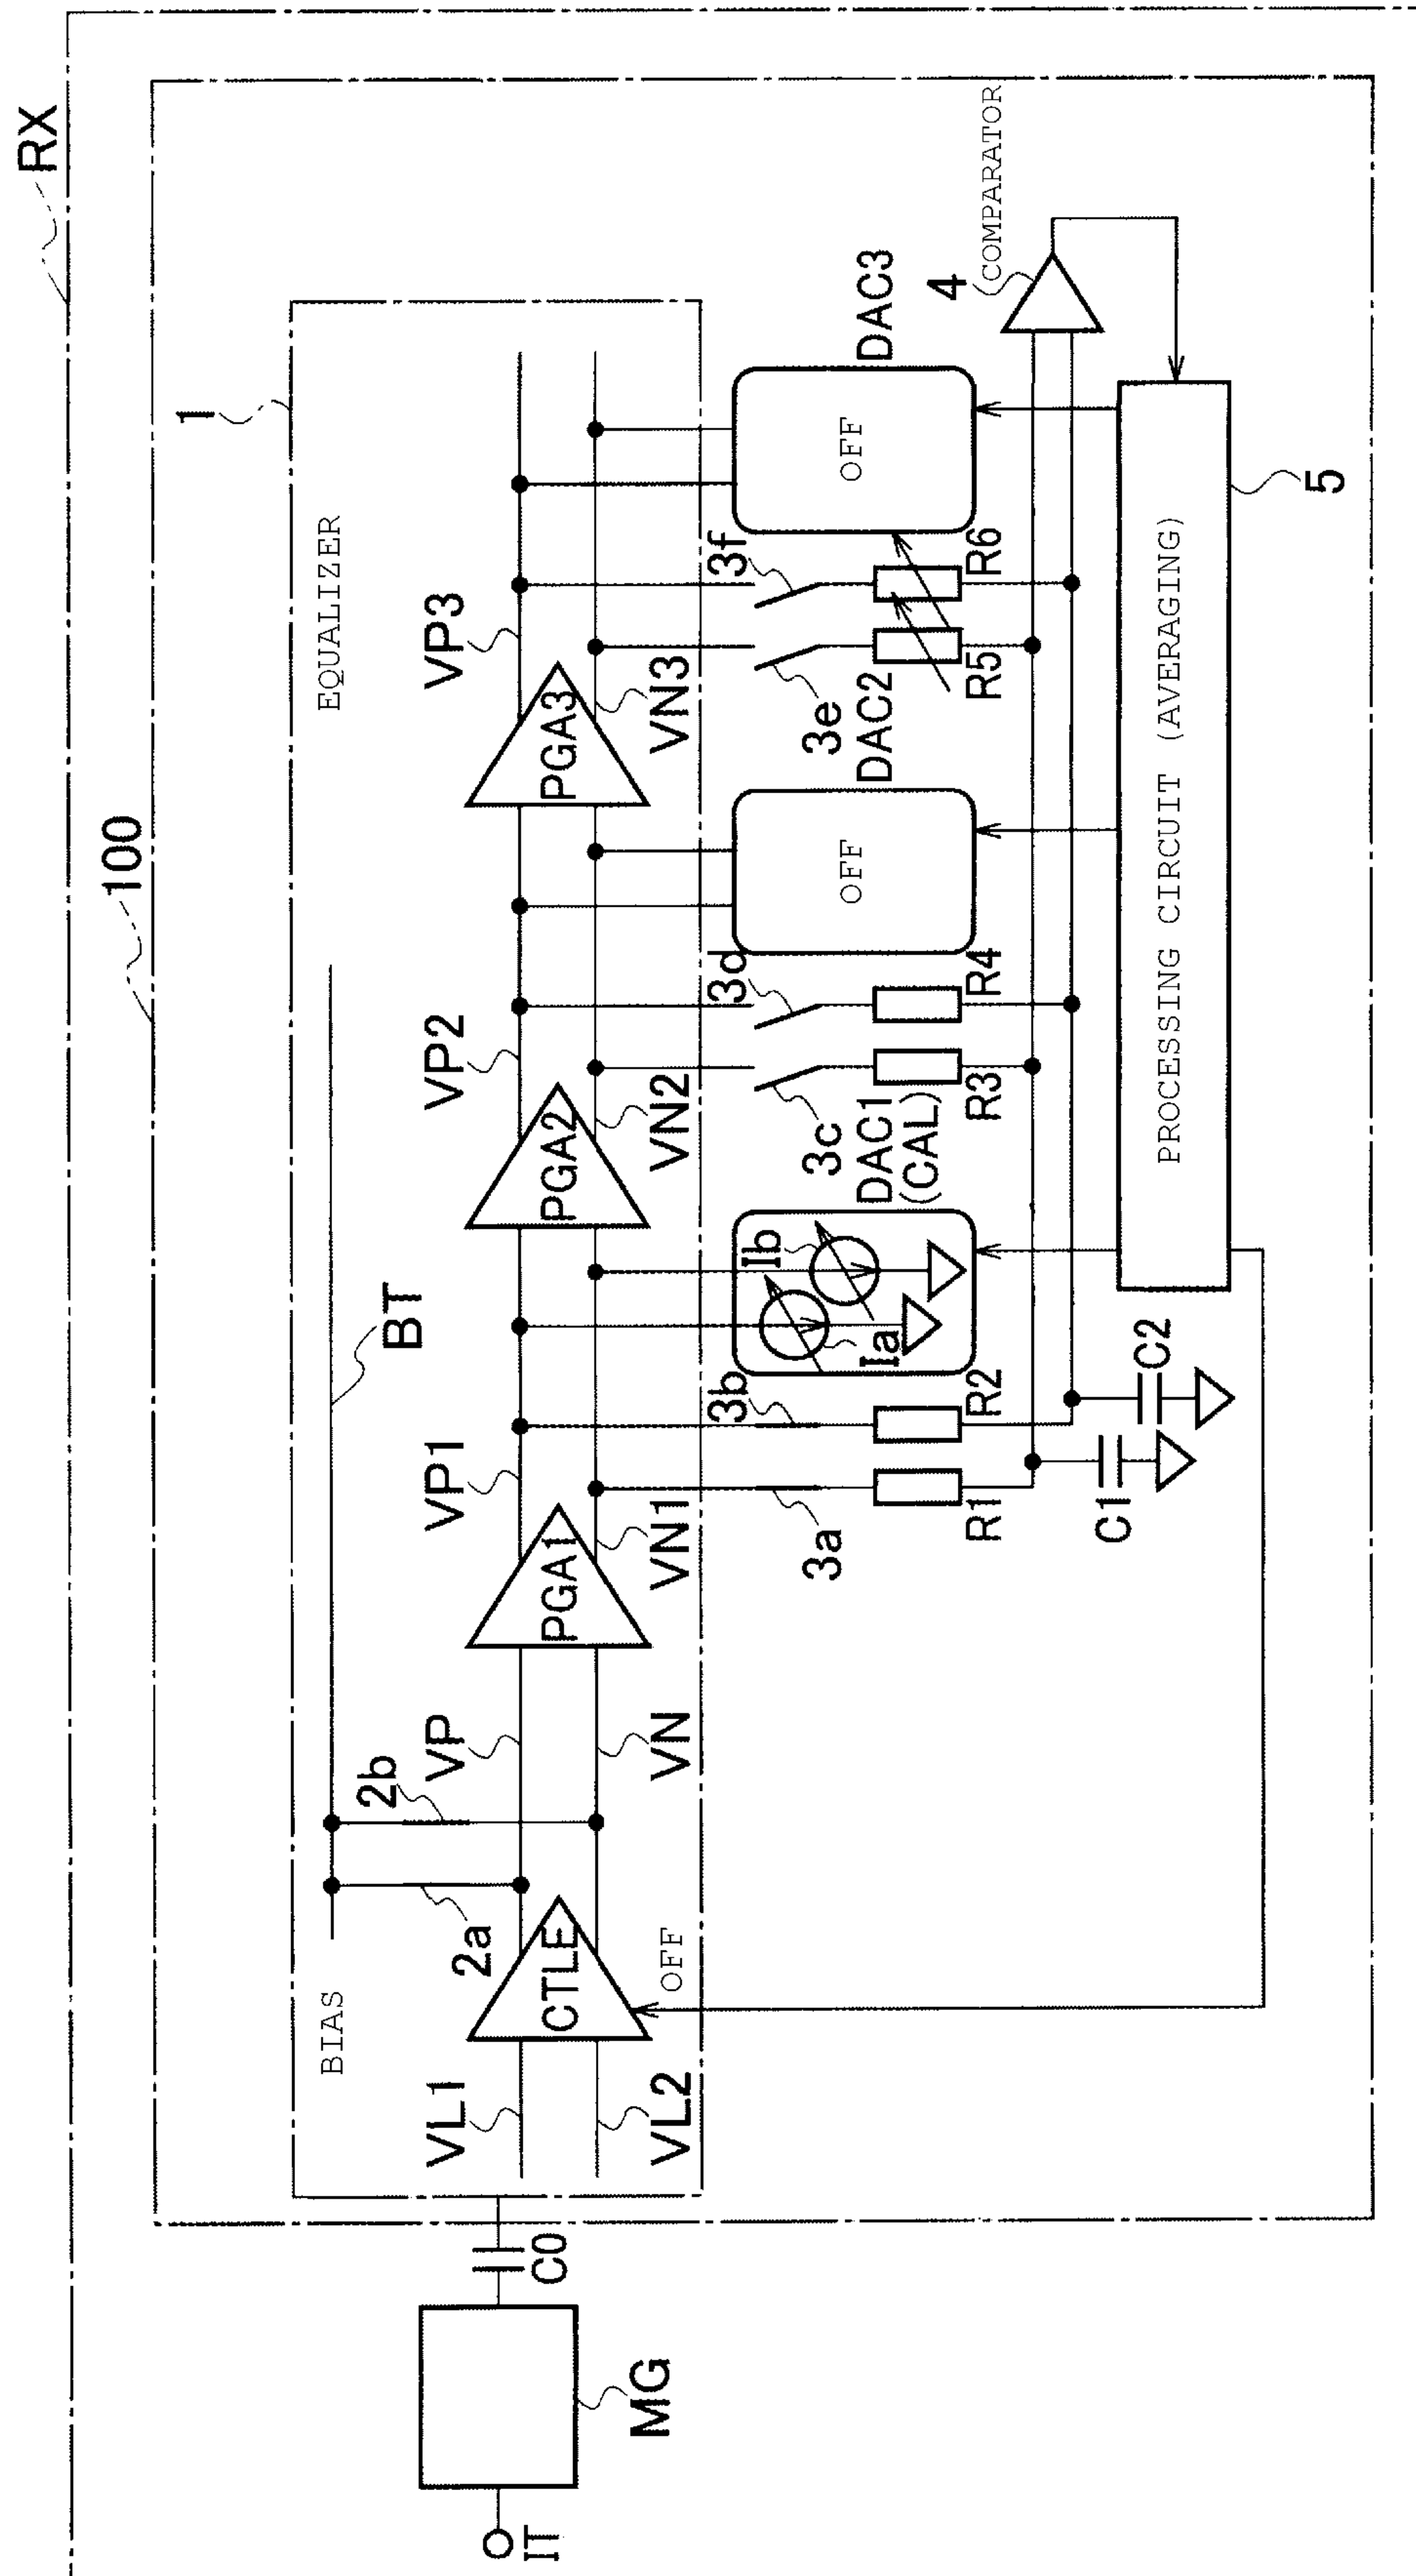 RX
100
1
EQUALIZER
BIAS
BT
VL1
VL2
CTLE
OFF
2a
2b
VP
VN
PGA1
VP1
VN1
PGA2
VP2
VN2
PGA3
VP3
VN3
IT
MG
C0
3a
3b
R1
R2
DAC1
(CAL)
Ia
Ib
3c
3d
R3
R4
DAC2
OFF
3e
3f
R5
R6
DAC3
OFF
4
COMPARATOR
C1
C2
PROCESSING CIRCUIT (AVERAGING)
5